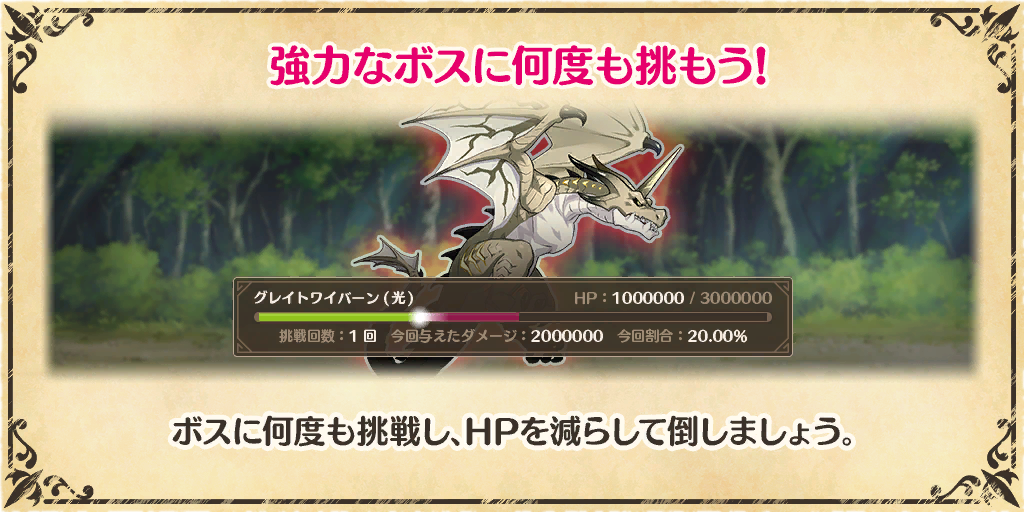 強力なボスに何度も挑もう!
グレイトワイバーン(光) HP:1000000 / 3000000
挑戦回数:1 回 今回与えたダメージ:2000000 今回割合:20.00%
ボスに何度も挑戦し、HPを減らして倒しましょう。